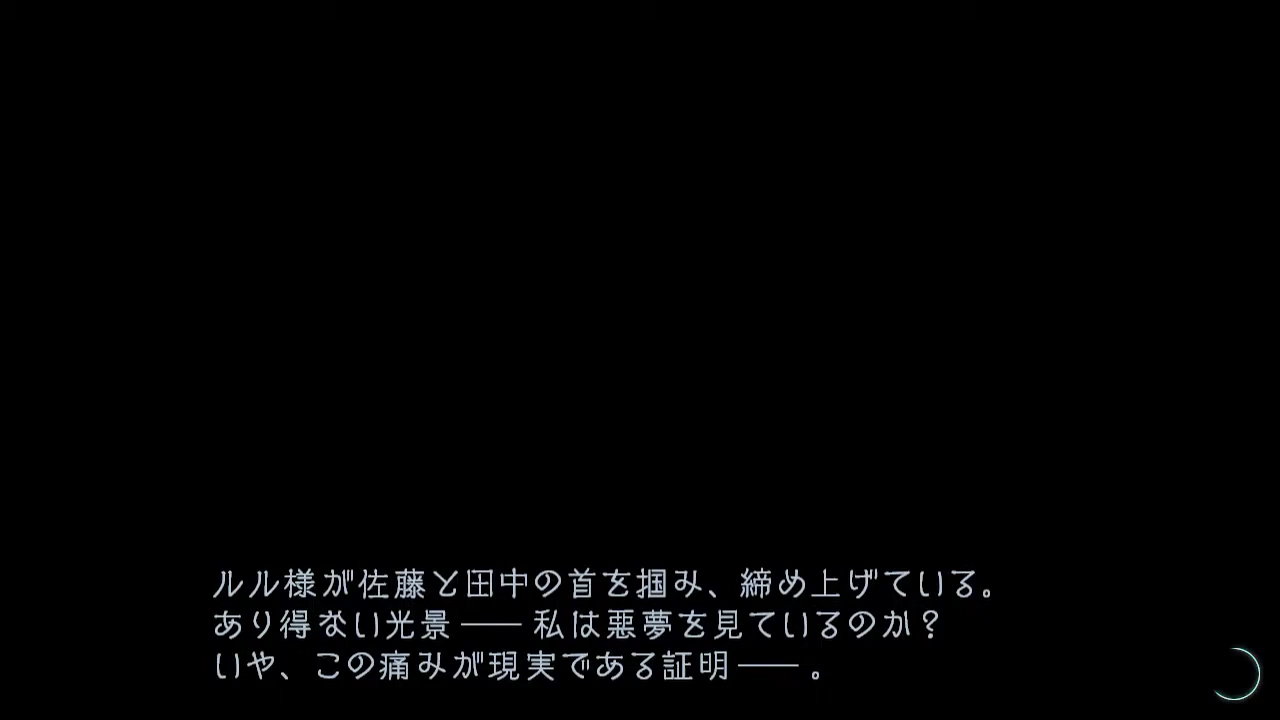 ルル様が佐藤と田中の首を掴み、締め上げている。
あり得ない光景――私は悪夢を見ているのか?
いや、この痛みが現実である証明――。